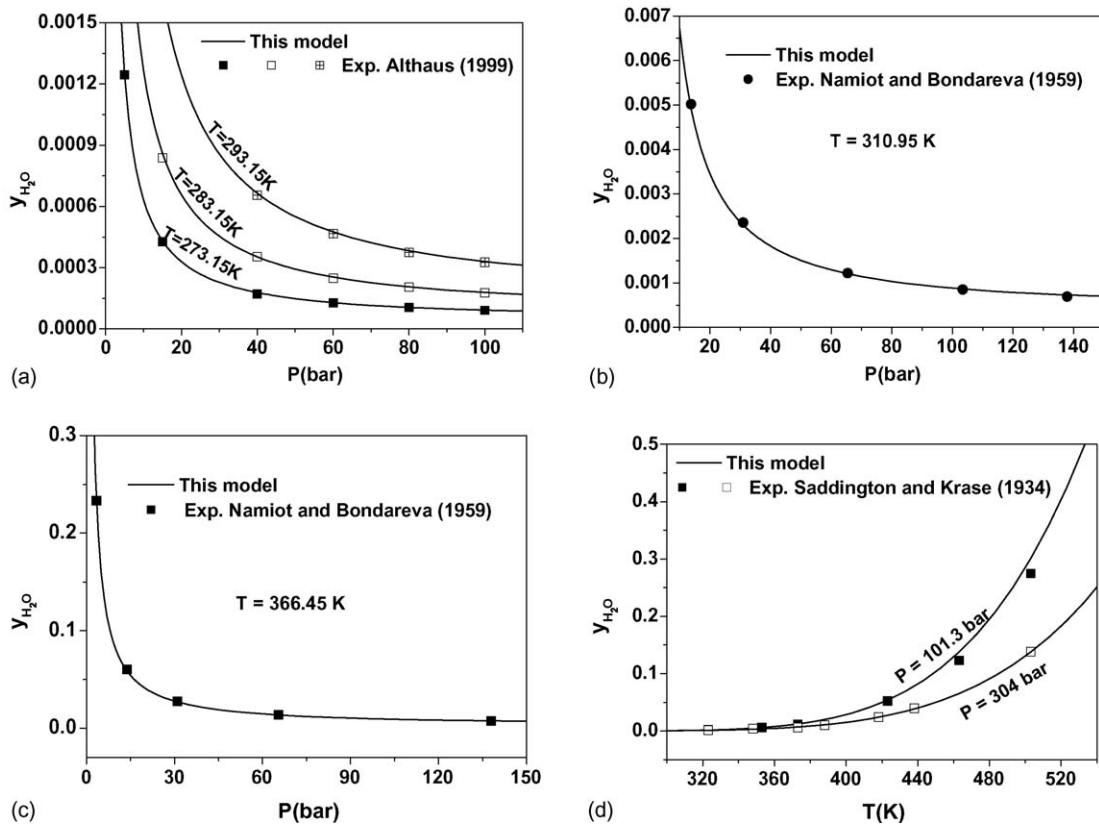 0.0015
0.0012
0.0009
0.0006
0.0003
0.0000
yH2O
This model
Exp. Althaus (1999)
T=293.15K
T=283.15K
T=273.15K
0 20 40 60 80 100
P(bar)
(a)
0.007
0.006
0.005
0.004
0.003
0.002
0.001
0.000
yH2O
This model
Exp. Namiot and Bondareva (1959)
T = 310.95 K
20 40 60 80 100 120 140
P(bar)
(b)
0.3
0.2
0.1
0.0
yH2O
This model
Exp. Namiot and Bondareva (1959)
T = 366.45 K
0 30 60 90 120 150
P(bar)
(c)
0.5
0.4
0.3
0.2
0.1
0.0
yH2O
This model
Exp. Saddington and Krase (1934)
P = 101.3 bar
P = 304 bar
320 360 400 440 480 520
T(K)
(d)